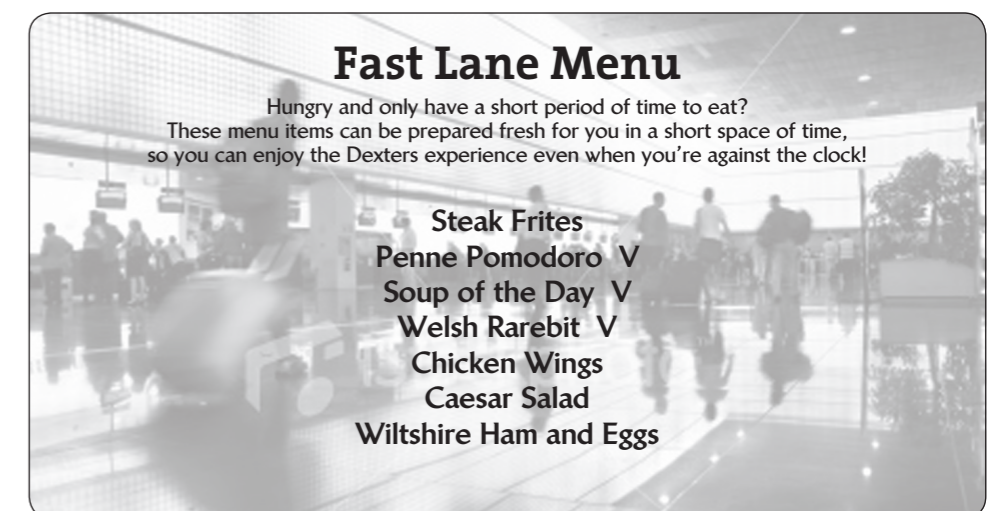 Fast Lane Menu
Hungry and only have a short period of time to eat?
These menu items can be prepared fresh for you in a short space of time,
so you can enjoy the Dexters experience even when you're against the clock!
Steak Frites
Penne Pomodoro V
Soup of the Day V
Welsh Rarebit V
Chicken Wings
Caesar Salad
Wiltshire Ham and Eggs